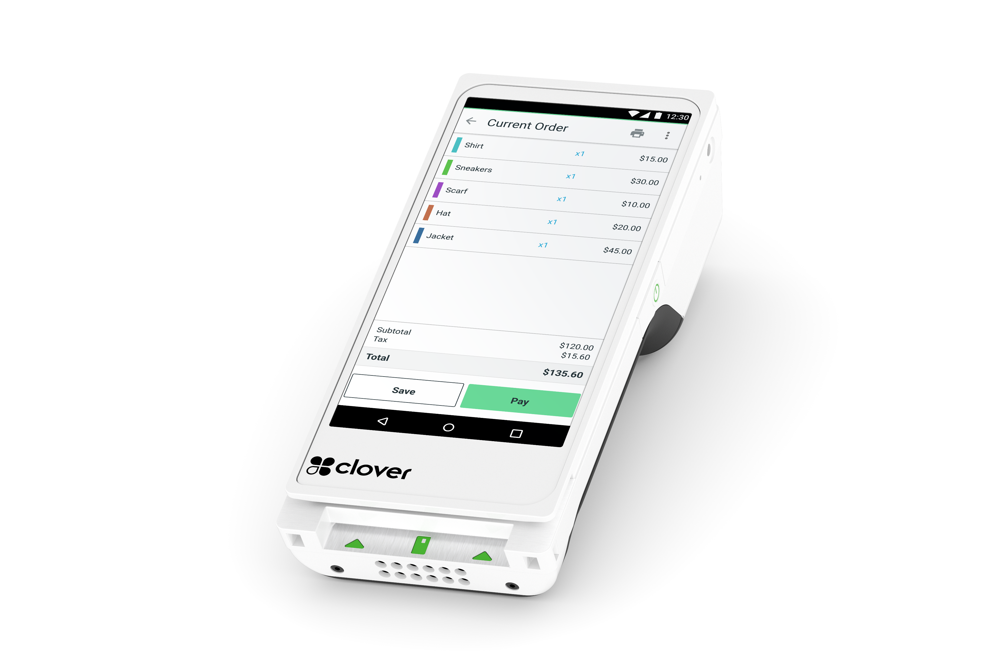 12:30
Current Order
Shirt x1 $15.00
Sneakers x1 $30.00
Scarf x1 $10.00
Hat x1 $20.00
Jacket x1 $45.00
Subtotal $120.00
Tax $15.60
Total $135.60
Save Pay
clover